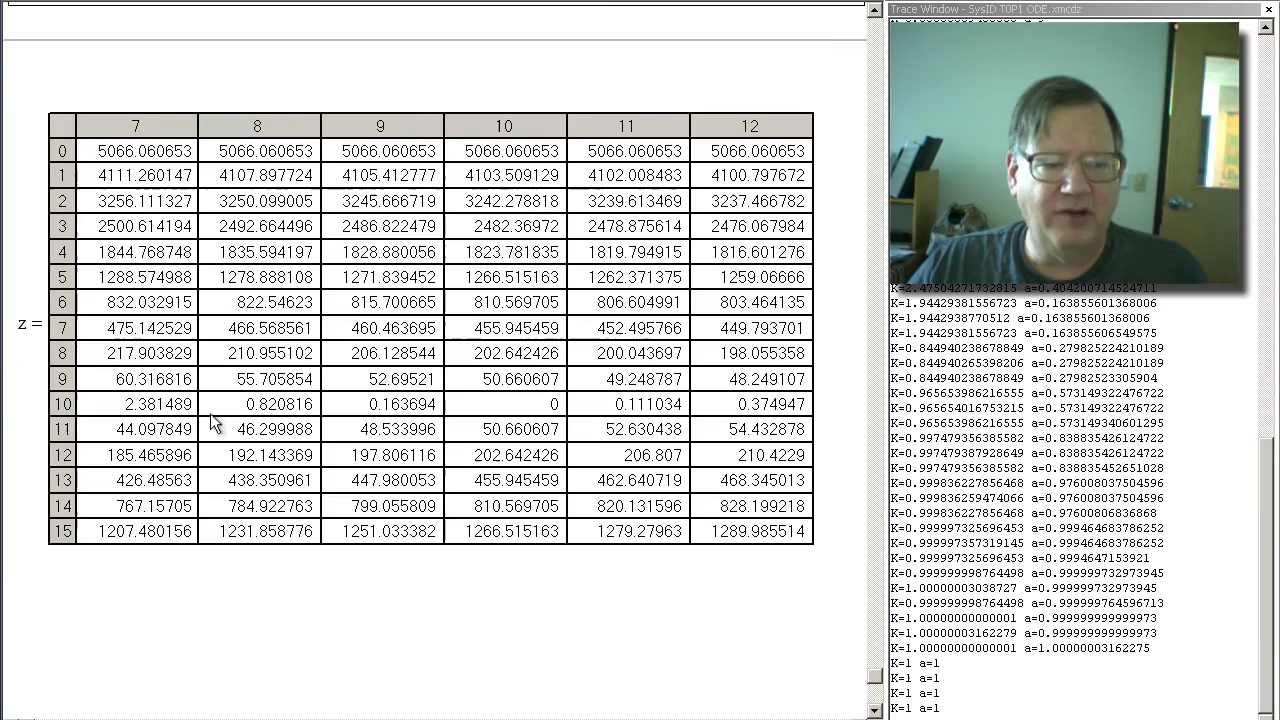 Trace Window - SysID T0P1 ODE.xmcdz
7 8 9 10 11 12
0 5066.060653 5066.060653 5066.060653 5066.060653 5066.060653 5066.060653
1 4111.260147 4107.897724 4105.412777 4103.509129 4102.008483 4100.797672
2 3256.111327 3250.099005 3245.666719 3242.278818 3239.613469 3237.466782
3 2500.614194 2492.664496 2486.822479 2482.36972 2478.875614 2476.067984
4 1844.768748 1835.594197 1828.880056 1823.781835 1819.794915 1816.601276
5 1288.574988 1278.888108 1271.839452 1266.515163 1262.371375 1259.06666
6 832.032915 822.54623 815.700665 810.569705 806.604991 803.464135
z = 7 475.142529 466.568561 460.463695 455.945459 452.495766 449.793701
8 217.903829 210.955102 206.128544 202.642426 200.043697 198.055358
9 60.316816 55.705854 52.69521 50.660607 49.248787 48.249107
10 2.381489 0.820816 0.163694 0 0.111034 0.374947
11 44.097849 46.299988 48.533996 50.660607 52.630438 54.432878
12 185.465896 192.143369 197.806116 202.642426 206.807 210.4229
13 426.48563 438.350961 447.980053 455.945459 462.640719 468.345013
14 767.15705 784.922763 799.055809 810.569705 820.131596 828.199218
15 1207.480156 1231.858776 1251.033382 1266.515163 1279.27963 1289.985514
K=2.47504271732815 a=0.404200714524711
K=1.94429381556723 a=0.163855601368006
K=1.9442938770512 a=0.163855601368006
K=1.94429381556723 a=0.163855606549575
K=0.844940238678849 a=0.279825224210189
K=0.844940265398206 a=0.279825224210189
K=0.844940238678849 a=0.27982523305904
K=0.965653986216555 a=0.573149322476722
K=0.965654016753215 a=0.573149322476722
K=0.965653986216555 a=0.573149340601295
K=0.997479356385582 a=0.838835426124722
K=0.997479387928649 a=0.838835426124722
K=0.997479356385582 a=0.838835452651028
K=0.999836227856468 a=0.976008037504596
K=0.999836259474066 a=0.976008037504596
K=0.999836227856468 a=0.97600806836868
K=0.999997325696453 a=0.999464683786252
K=0.999997357319145 a=0.999464683786252
K=0.999997325696453 a=0.9994647153921
K=0.999999998764498 a=0.999999732973945
K=1.00000003038727 a=0.999999732973945
K=0.999999998764498 a=0.999999764596713
K=1.00000000000001 a=0.999999999999973
K=1.00000003162279 a=0.999999999999973
K=1.00000000000001 a=1.00000003162275
K=1 a=1
K=1 a=1
K=1 a=1
K=1 a=1